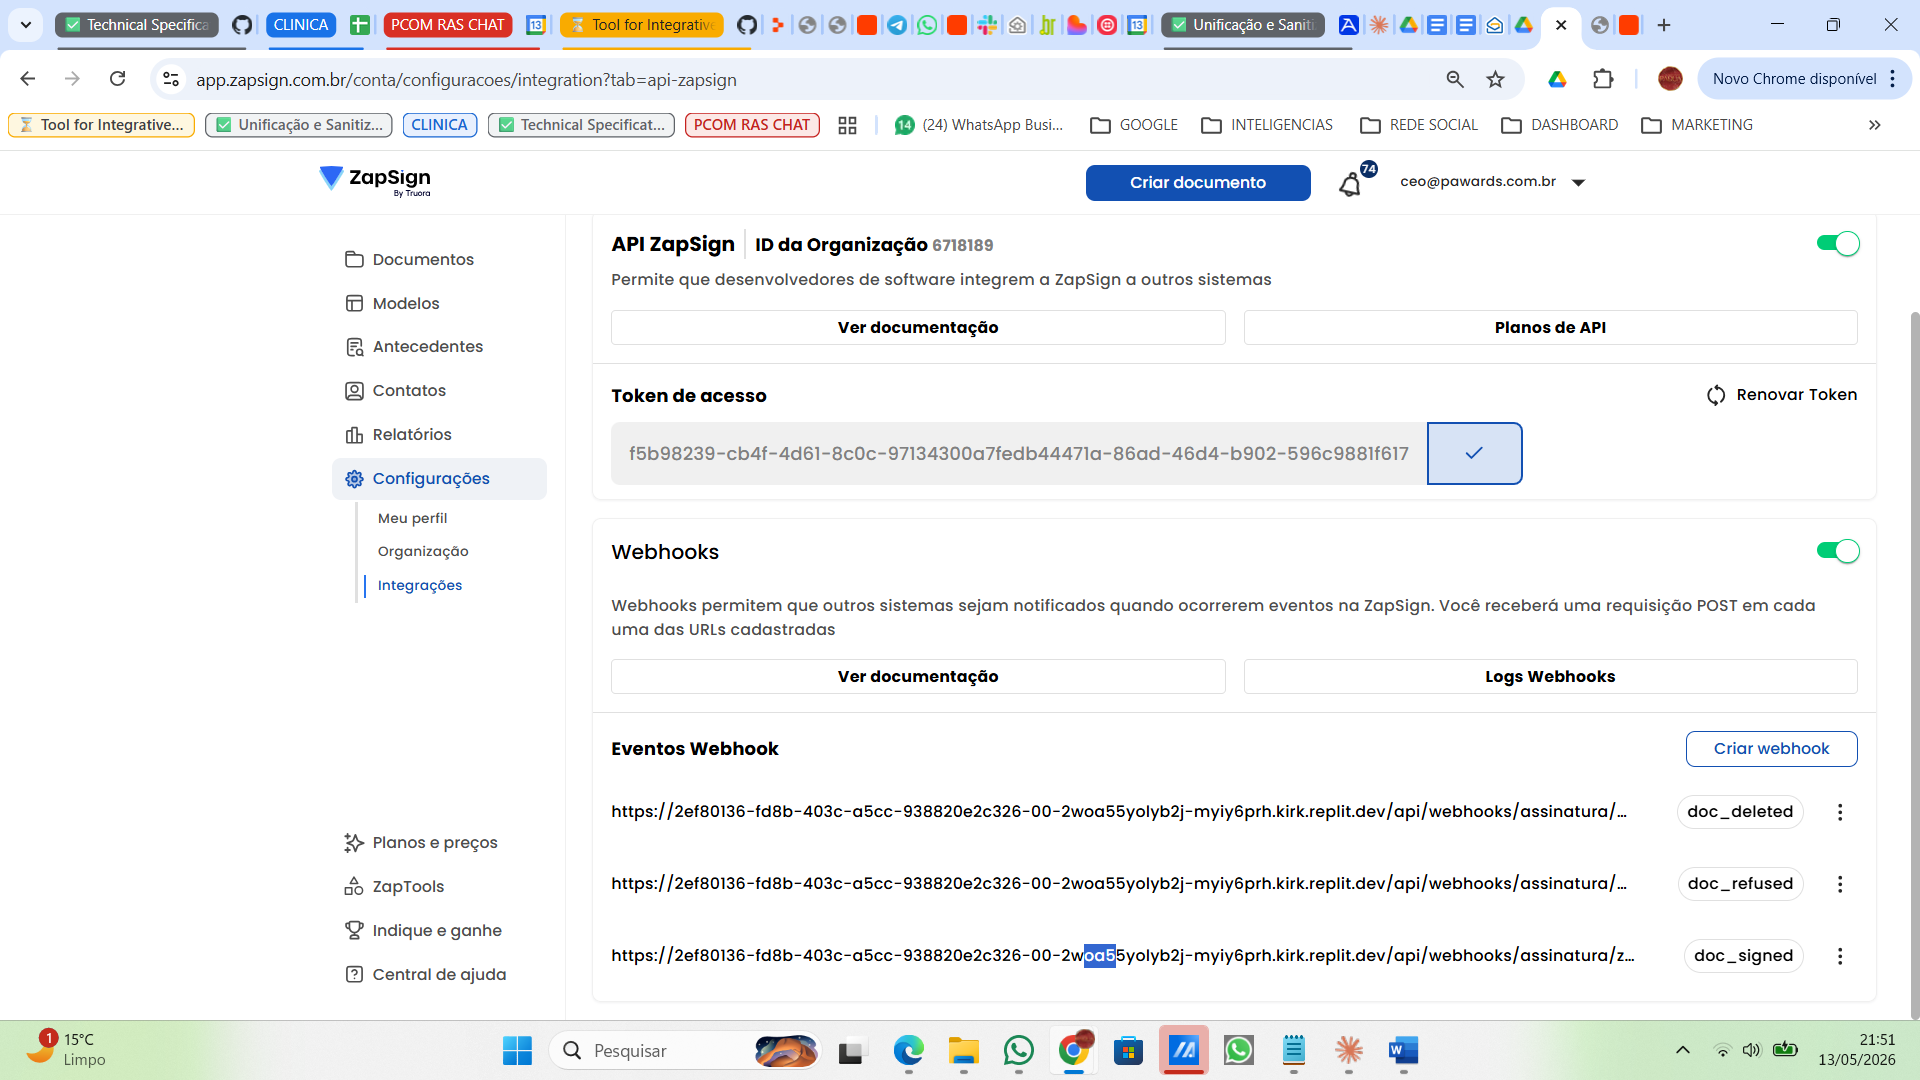 Technical Specifica
CLINICA
PCOM RAS CHAT
Tool for Integrative
Unificação e Saniti
app.zapsign.com.br/conta/configuracoes/integration?tab=api-zapsign
Novo Chrome disponível
Tool for Integrative...
Unificação e Sanitiz...
CLINICA
Technical Specificat...
PCOM RAS CHAT
14 (24) WhatsApp Busi...
GOOGLE
INTELIGENCIAS
REDE SOCIAL
DASHBOARD
MARKETING
ZapSign
By Truora
Criar documento
74
ceo@pawards.com.br
Documentos
Modelos
Antecedentes
Contatos
Relatórios
Configurações
Meu perfil
Organização
Integrações
Planos e preços
ZapTools
Indique e ganhe
Central de ajuda
API ZapSign ID da Organização 6718189
Permite que desenvolvedores de software integrem a ZapSign a outros sistemas
Ver documentação
Planos de API
Token de acesso
Renovar Token
f5b98239-cb4f-4d61-8c0c-97134300a7fedb44471a-86ad-46d4-b902-596c9881f617
Webhooks
Webhooks permitem que outros sistemas sejam notificados quando ocorrerem eventos na ZapSign. Você receberá uma requisição POST em cada
uma das URLs cadastradas
Ver documentação
Logs Webhooks
Eventos Webhook
Criar webhook
https://2ef80136-fd8b-403c-a5cc-938820e2c326-00-2woa55yolyb2j-myiy6prh.kirk.replit.dev/api/webhooks/assinatura/...
doc_deleted
https://2ef80136-fd8b-403c-a5cc-938820e2c326-00-2woa55yolyb2j-myiy6prh.kirk.replit.dev/api/webhooks/assinatura/...
doc_refused
https://2ef80136-fd8b-403c-a5cc-938820e2c326-00-2woa55yolyb2j-myiy6prh.kirk.replit.dev/api/webhooks/assinatura/z...
doc_signed
1
15°C
Limpo
Pesquisar
21:51
13/05/2026